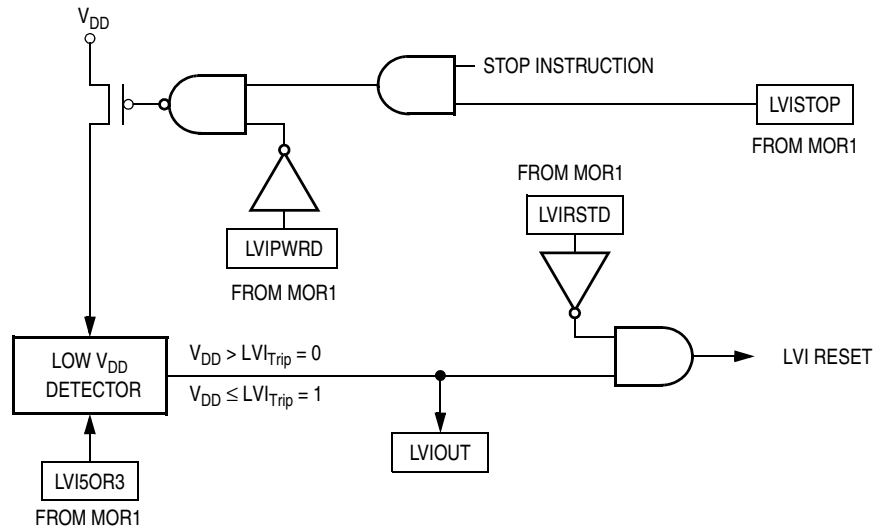 VDD
STOP INSTRUCTION
LVISTOP
FROM MOR1
FROM MOR1
LVIRSTD
LVIPWRD
FROM MOR1
LOW VDD
DETECTOR
VDD > LVITrip = 0
VDD ≤ LVITrip = 1
LVI RESET
LVIOUT
LVI5OR3
FROM MOR1